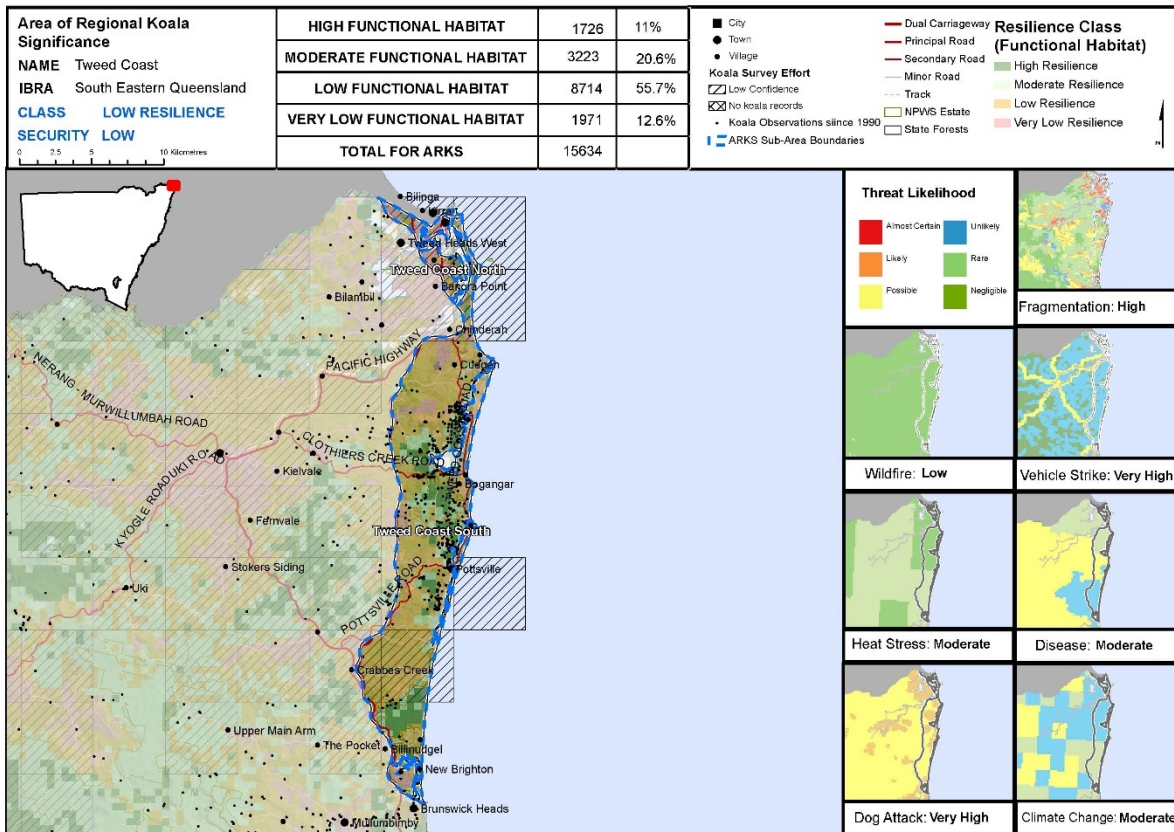 Area of Regional Koala
Significance
NAME Tweed Coast
IBRA South Eastern Queensland
CLASS LOW RESILIENCE
SECURITY LOW
0 2.5 5 10 Kilometres
HIGH FUNCTIONAL HABITAT 1726 11%
MODERATE FUNCTIONAL HABITAT 3223 20.6%
LOW FUNCTIONAL HABITAT 8714 55.7%
VERY LOW FUNCTIONAL HABITAT 1971 12.6%
TOTAL FOR ARKS 15634
City
Town
Village
Koala Survey Effort
Low Confidence
No koala records
Koala Observations siince 1990
ARKS Sub-Area Boundaries
Dual Carriageway
Principal Road
Secondary Road
Minor Road
Track
NPWS Estate
State Forests
Resilience Class
(Functional Habitat)
High Resilience
Moderate Resilience
Low Resilience
Very Low Resilience
N
Bilinga
Tweed Heads West
Tweed Coast North
Banora Point
Bilambil
Chinderah
PACIFIC HIGHWAY
Cudgen
NERANG - MURWILLUMBAH ROAD
CLOTHIERS CREEK ROAD
KYOGLE ROAD
UKI ROAD
Kielvale
Bogangar
Fernvale
Tweed Coast South
Stokers Siding
Pottsville
Uki
POTTSVILLE ROAD
Crabbes Creek
Upper Main Arm
The Pocket
Billinudgel
New Brighton
Brunswick Heads
Mullumbimby
Threat Likelihood
Almost Certain
Unlikely
Likely
Rare
Possible
Negligible
Fragmentation: High
Wildfire: Low
Vehicle Strike: Very High
Heat Stress: Moderate
Disease: Moderate
Dog Attack: Very High
Climate Change: Moderate